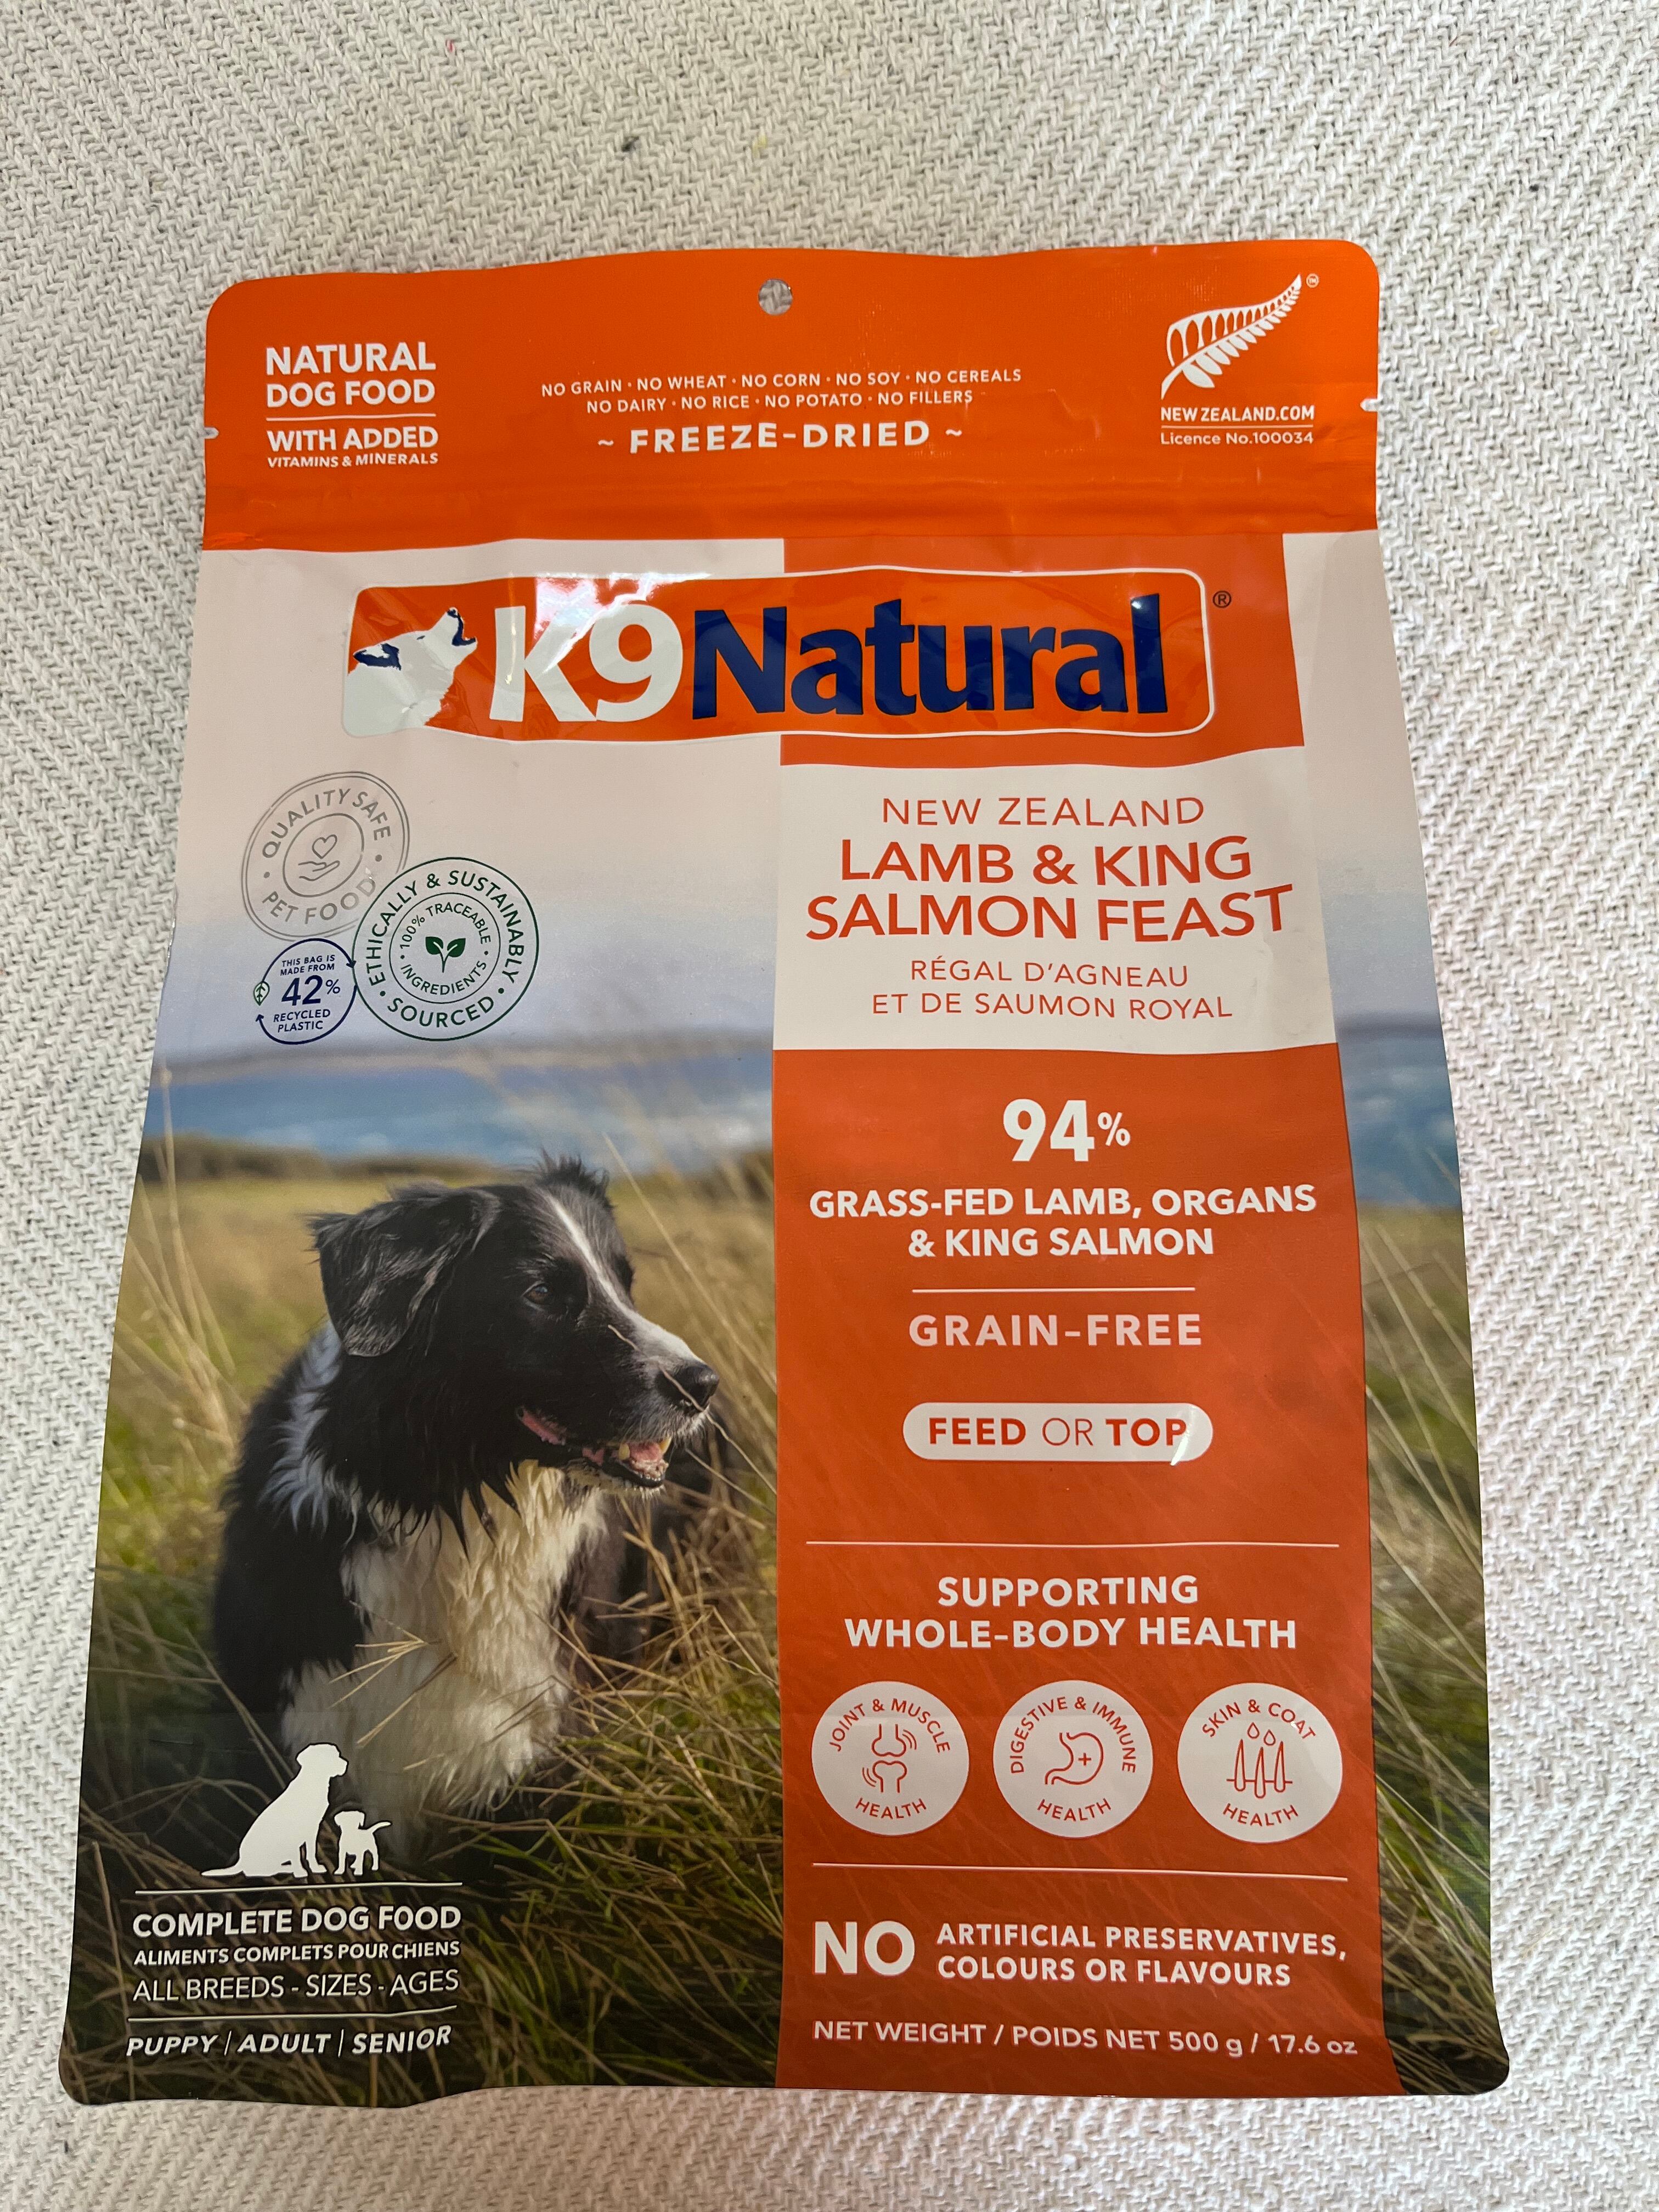 NATURAL
DOG FOOD
WITH ADDED
VITAMINS & MINERALS
NO GRAIN · NO WHEAT · NO CORN · NO SOY · NO CEREALS
NO DAIRY · NO RICE · NO POTATO · NO FILLERS
~ FREEZE-DRIED ~
TM
NEWZEALAND.COM
Licence No.100034
K9Natural®
QUALITY SAFE
PET FOOD
ETHICALLY & SUSTAINABLY
SOURCED
100% TRACEABLE
INGREDIENTS
THIS BAG IS
MADE FROM
42%
RECYCLED
PLASTIC
NEW ZEALAND
LAMB & KING
SALMON FEAST
RÉGAL D'AGNEAU
ET DE SAUMON ROYAL
94%
GRASS-FED LAMB, ORGANS
& KING SALMON
GRAIN-FREE
FEED OR TOP
SUPPORTING
WHOLE-BODY HEALTH
JOINT & MUSCLE
HEALTH
DIGESTIVE & IMMUNE
HEALTH
SKIN & COAT
HEALTH
NO ARTIFICIAL PRESERVATIVES,
COLOURS OR FLAVOURS
NET WEIGHT / POIDS NET 500 g / 17.6 oz
COMPLETE DOG FOOD
ALIMENTS COMPLETS POUR CHIENS
ALL BREEDS - SIZES - AGES
PUPPY | ADULT | SENIOR